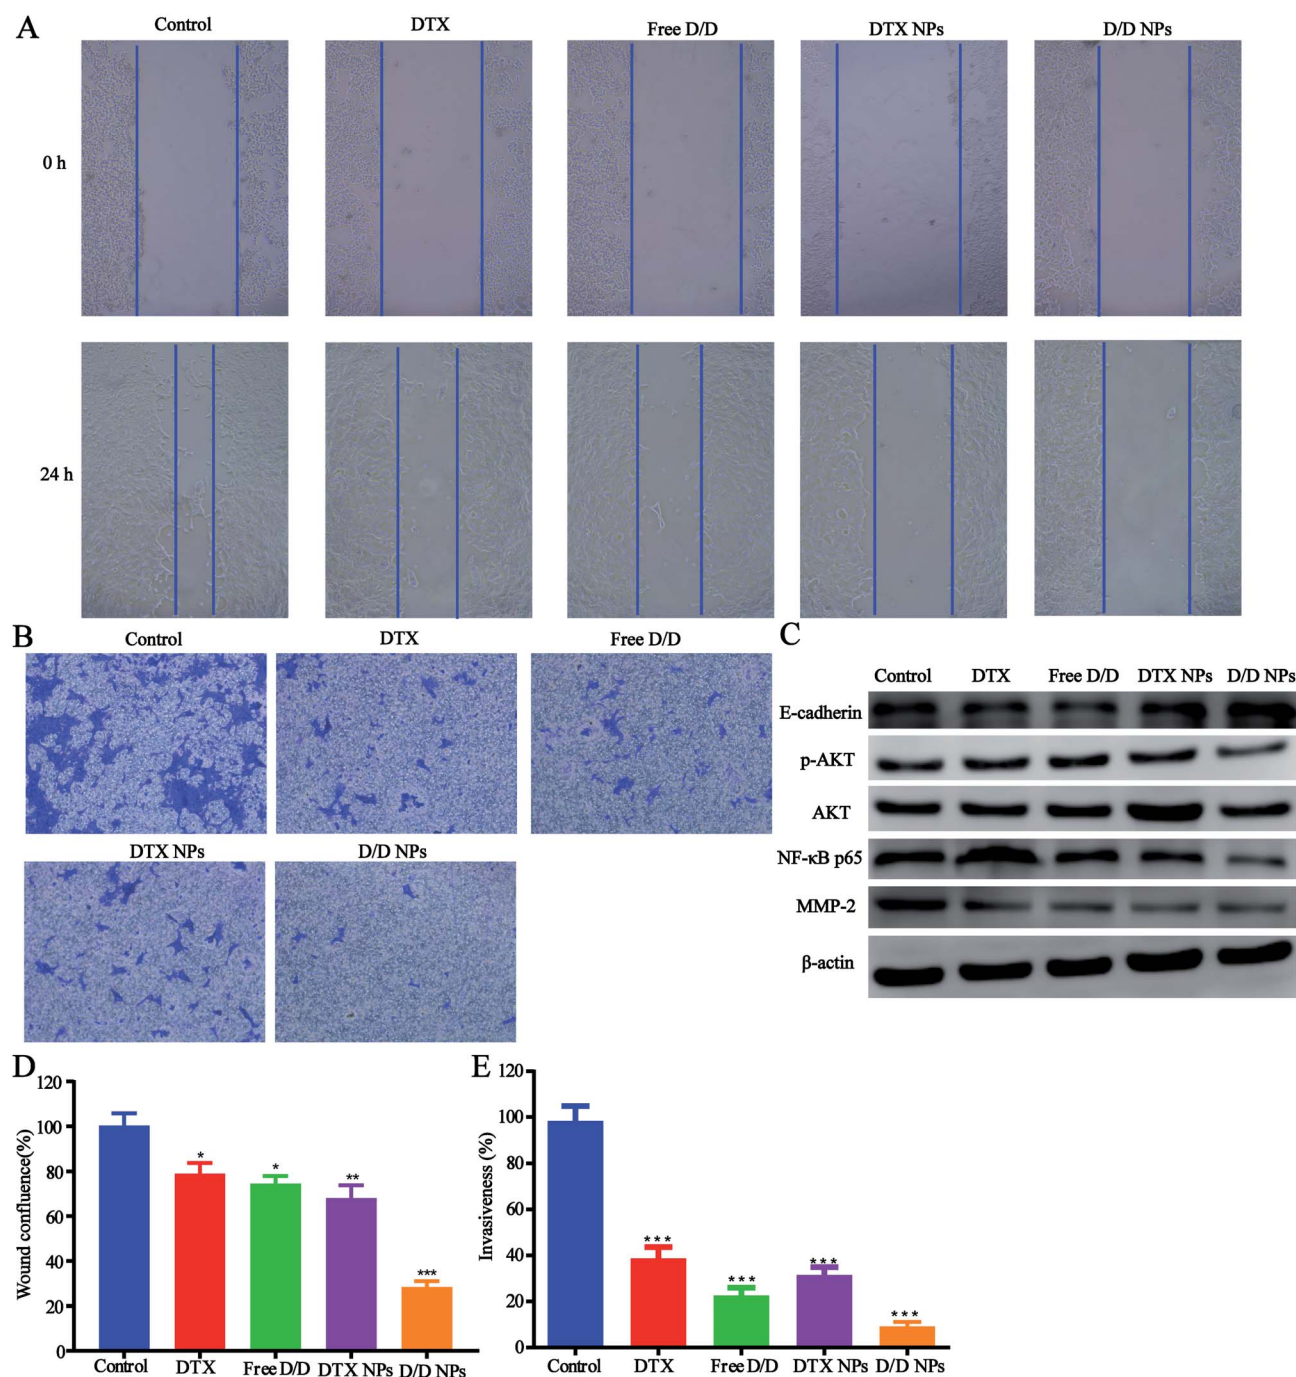 A
Control
DTX
Free D/D
DTX NPs
D/D NPs
0 h
24 h
B
Control
DTX
Free D/D
DTX NPs
D/D NPs
C
Control
DTX
Free D/D
DTX NPs
D/D NPs
E-cadherin
p-AKT
AKT
NF-κB p65
MMP-2
β-actin
D
Wound confluence(%)
120
100
80
60
40
20
0
*
*
**
***
Control
DTX
Free D/D
DTX NPs
D/D NPs
E
Invasiveness (%)
120
100
80
60
40
20
0
***
***
***
***
Control
DTX
Free D/D
DTX NPs
D/D NPs